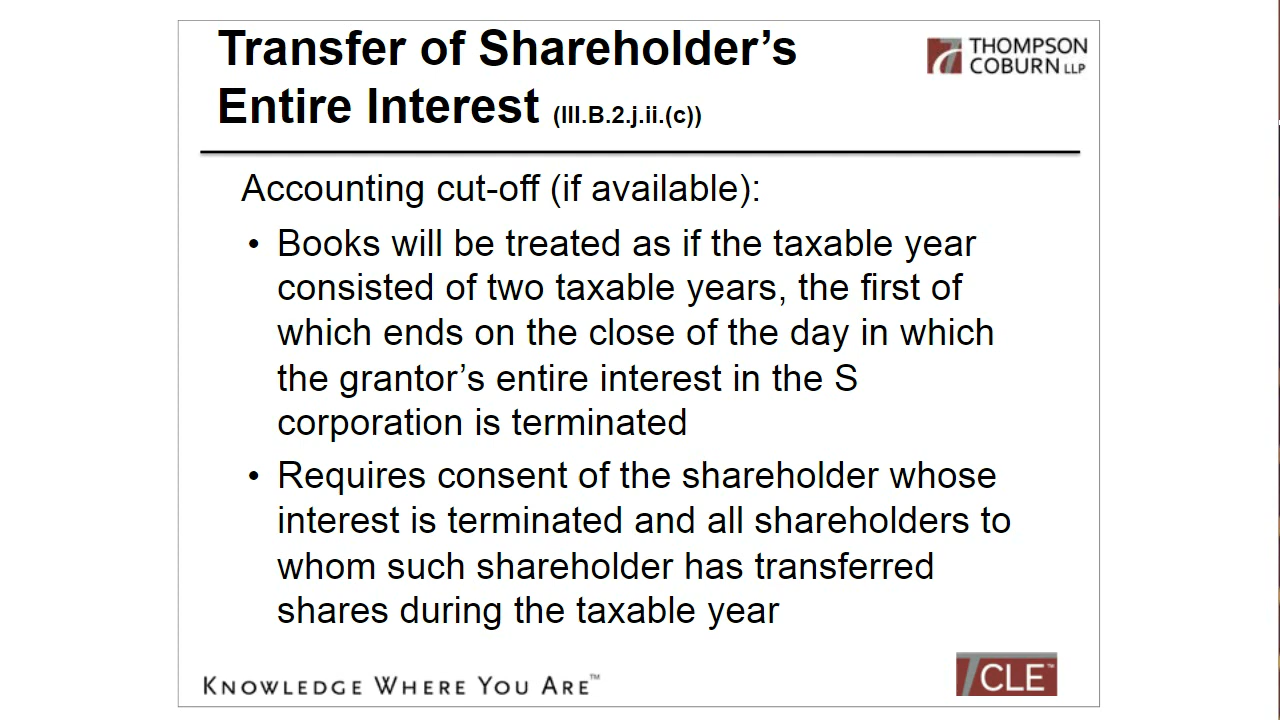 Transfer of Shareholder’s
Entire Interest (III.B.2.j.ii.(c))
THOMPSON
COBURN LLP
Accounting cut-off (if available):
• Books will be treated as if the taxable year
consisted of two taxable years, the first of
which ends on the close of the day in which
the grantor’s entire interest in the S
corporation is terminated
• Requires consent of the shareholder whose
interest is terminated and all shareholders to
whom such shareholder has transferred
shares during the taxable year
KNOWLEDGE WHERE YOU ARE™
CLE™